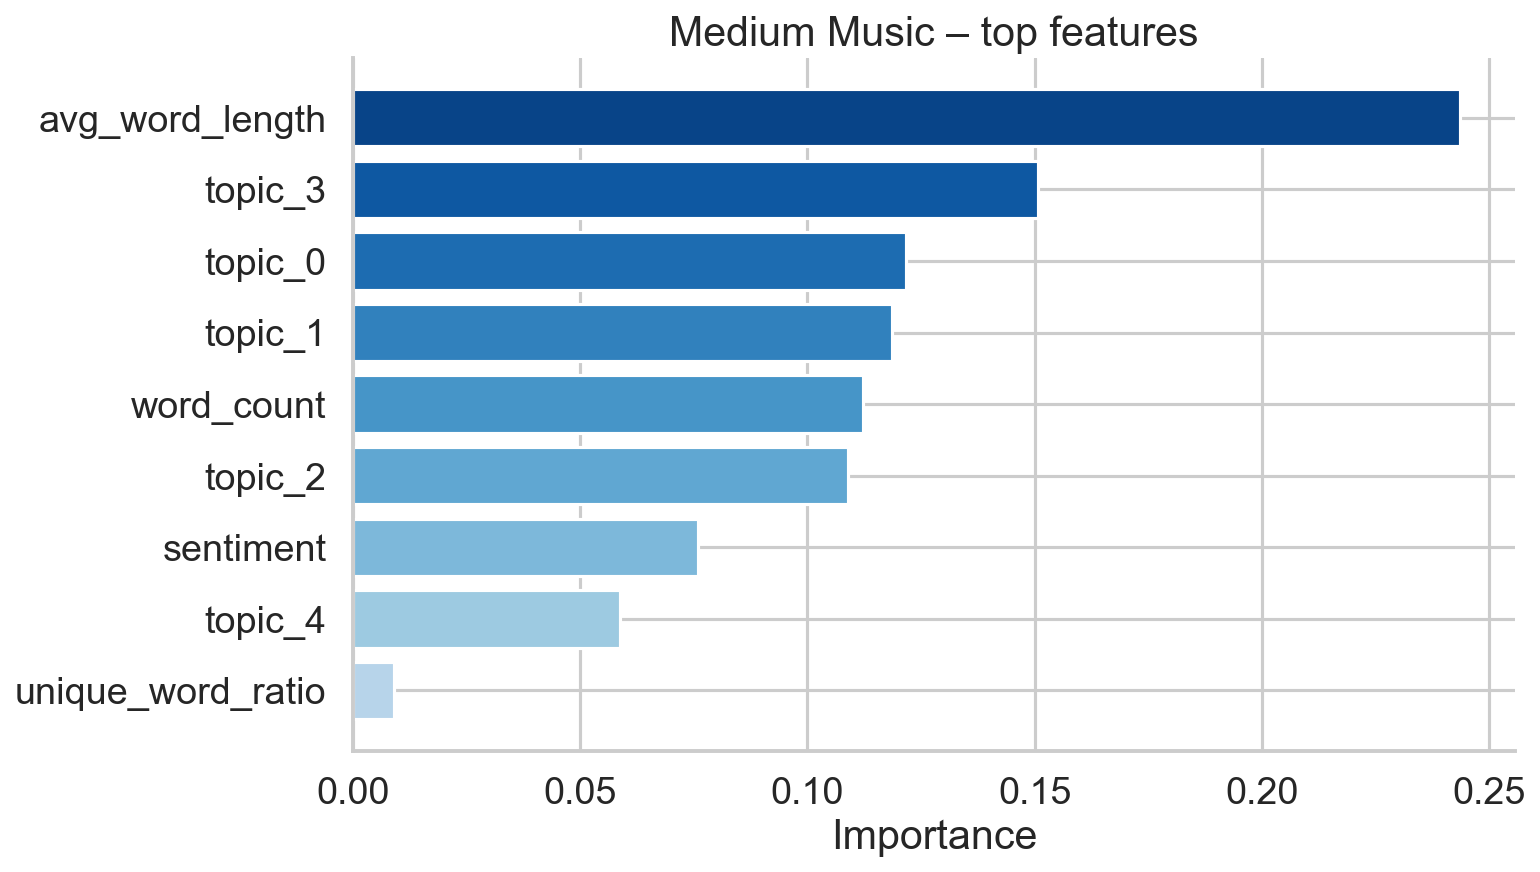 Medium Music – top features
avg_word_length
topic_3
topic_0
topic_1
word_count
topic_2
sentiment
topic_4
unique_word_ratio
0.00 0.05 0.10 0.15 0.20 0.25
Importance